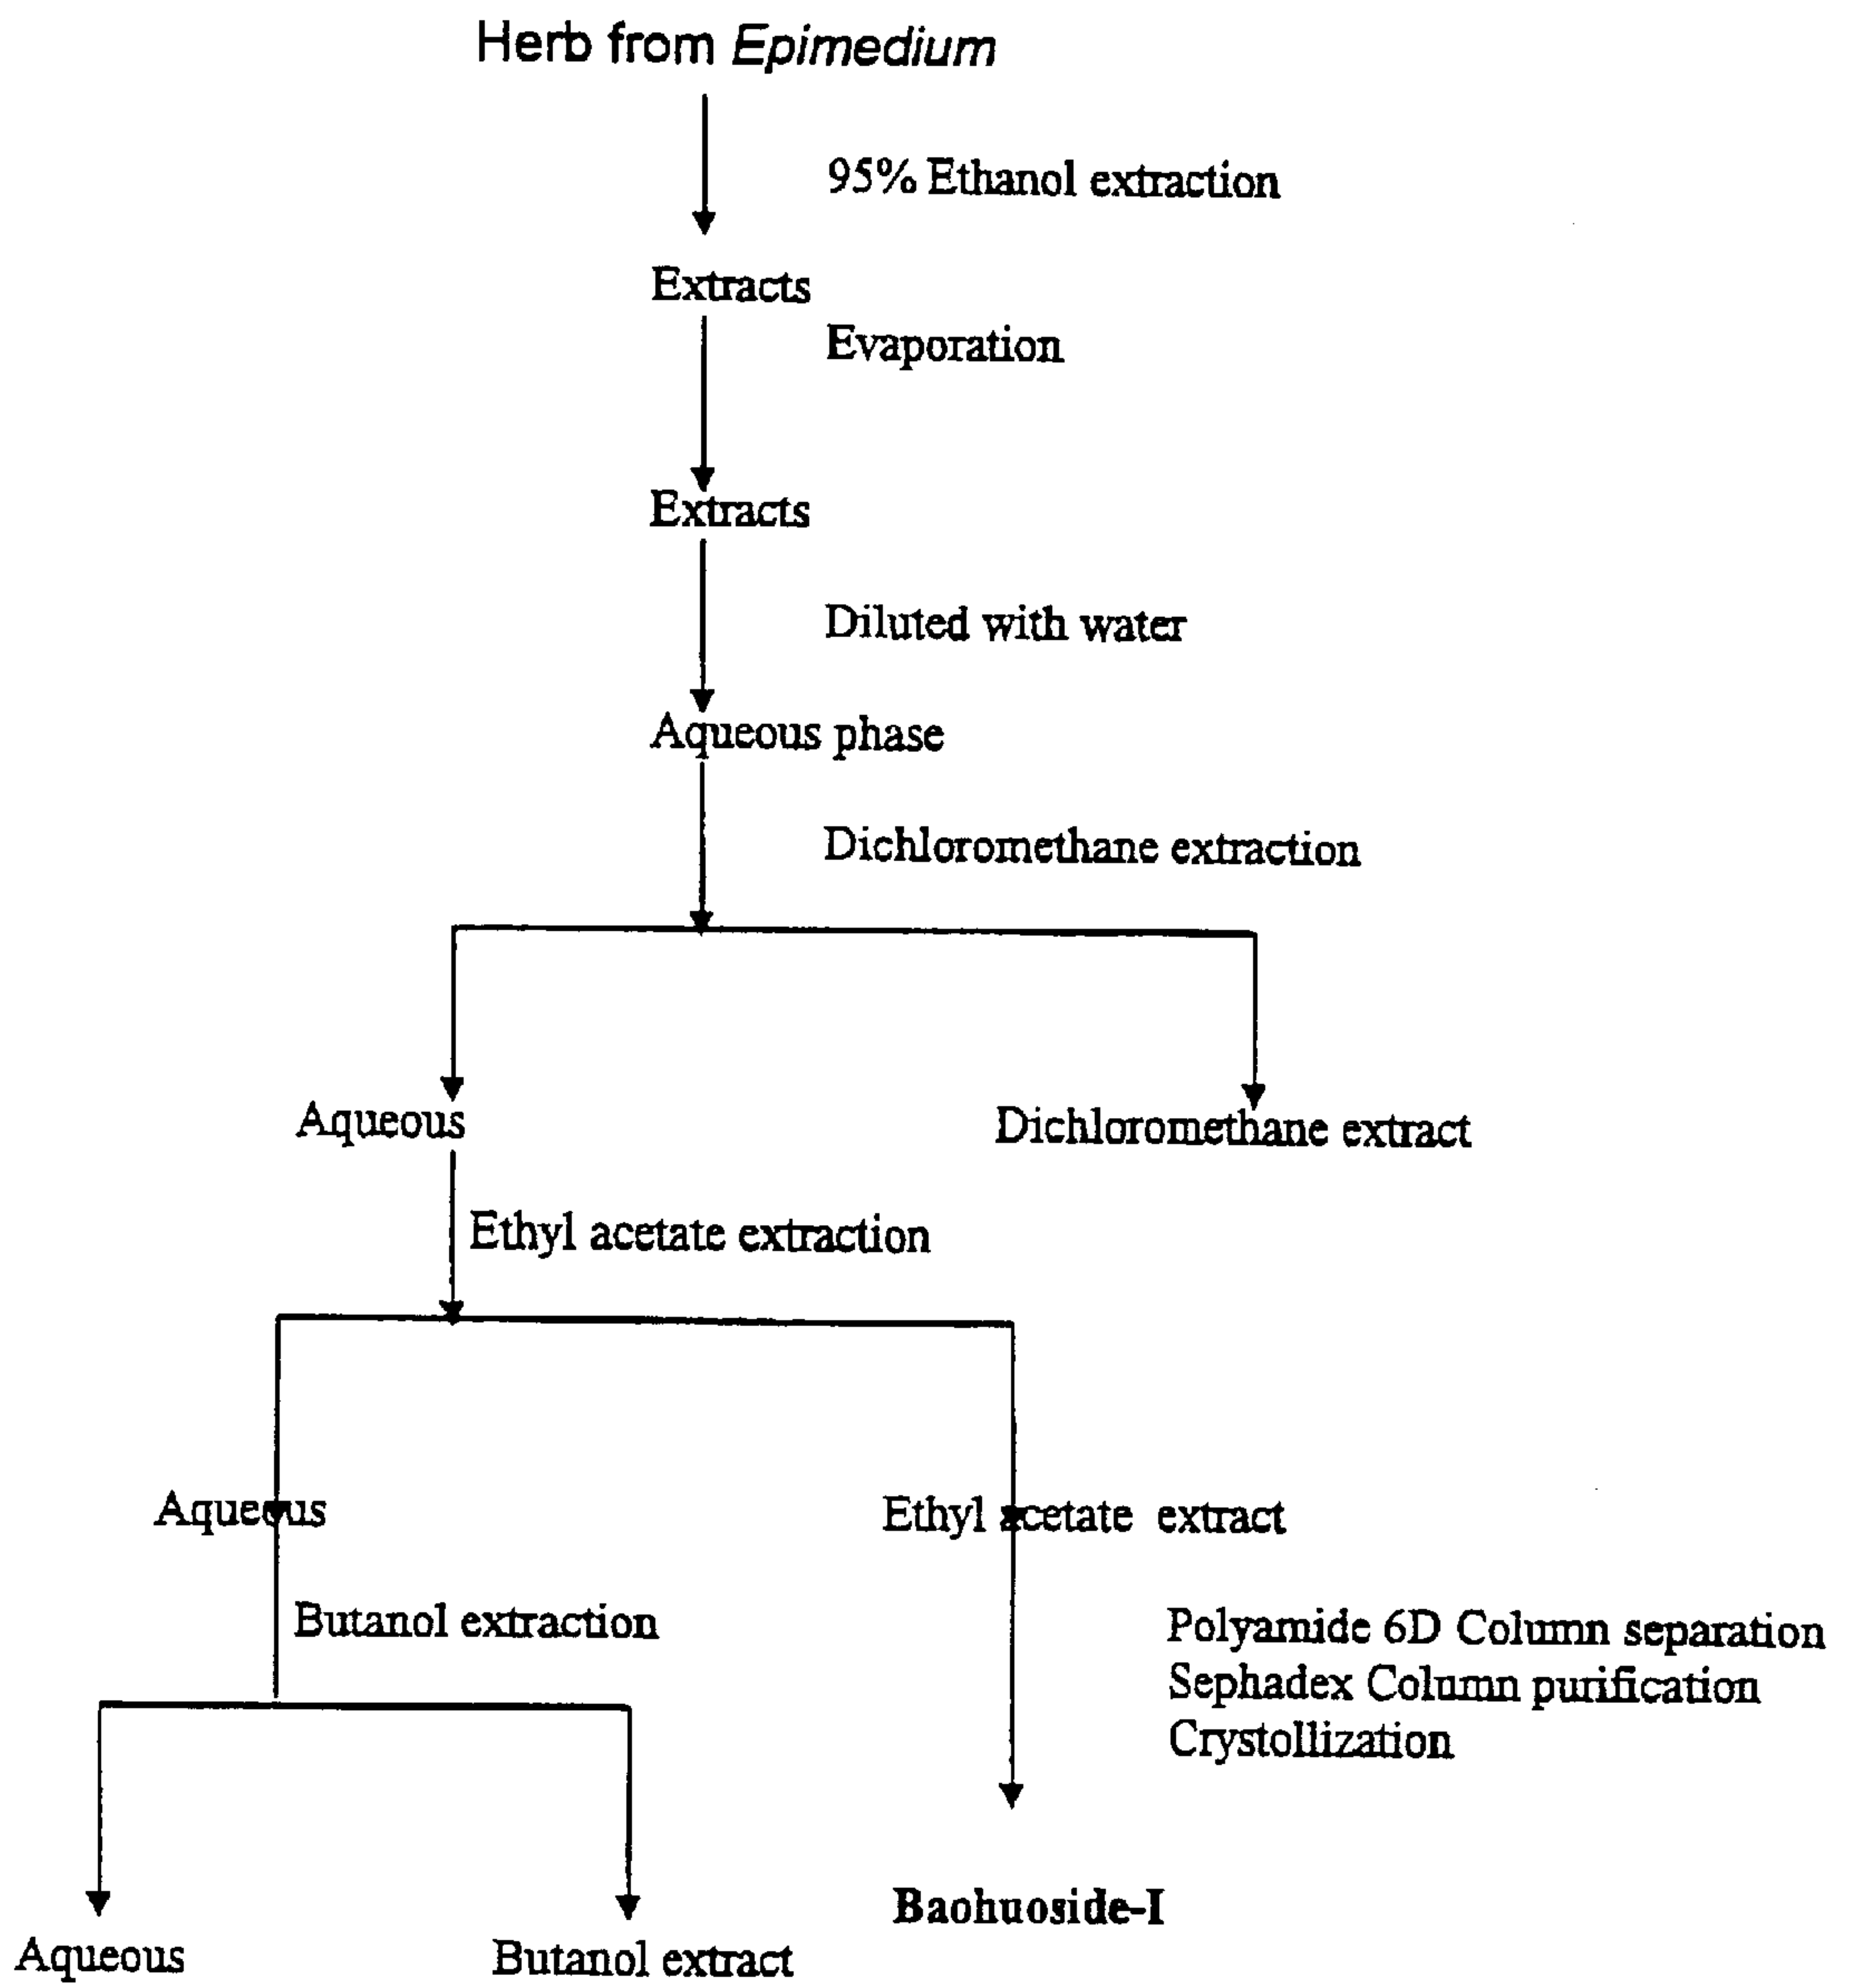 Herb from Epimedium
95% Ethanol extraction
Extracts
Evaporation
Extracts
Diluted with water
Aqueous phase
Dichloromethane extraction
Aqueous
Dichloromethane extract
Ethyl acetate extraction
Aqueous
Ethyl acetate extract
Butanol extraction
Polyamide 6D Column separation
Sephadex Column purification
Crystollization
Baohuoside-I
Aqueous
Butanol extract